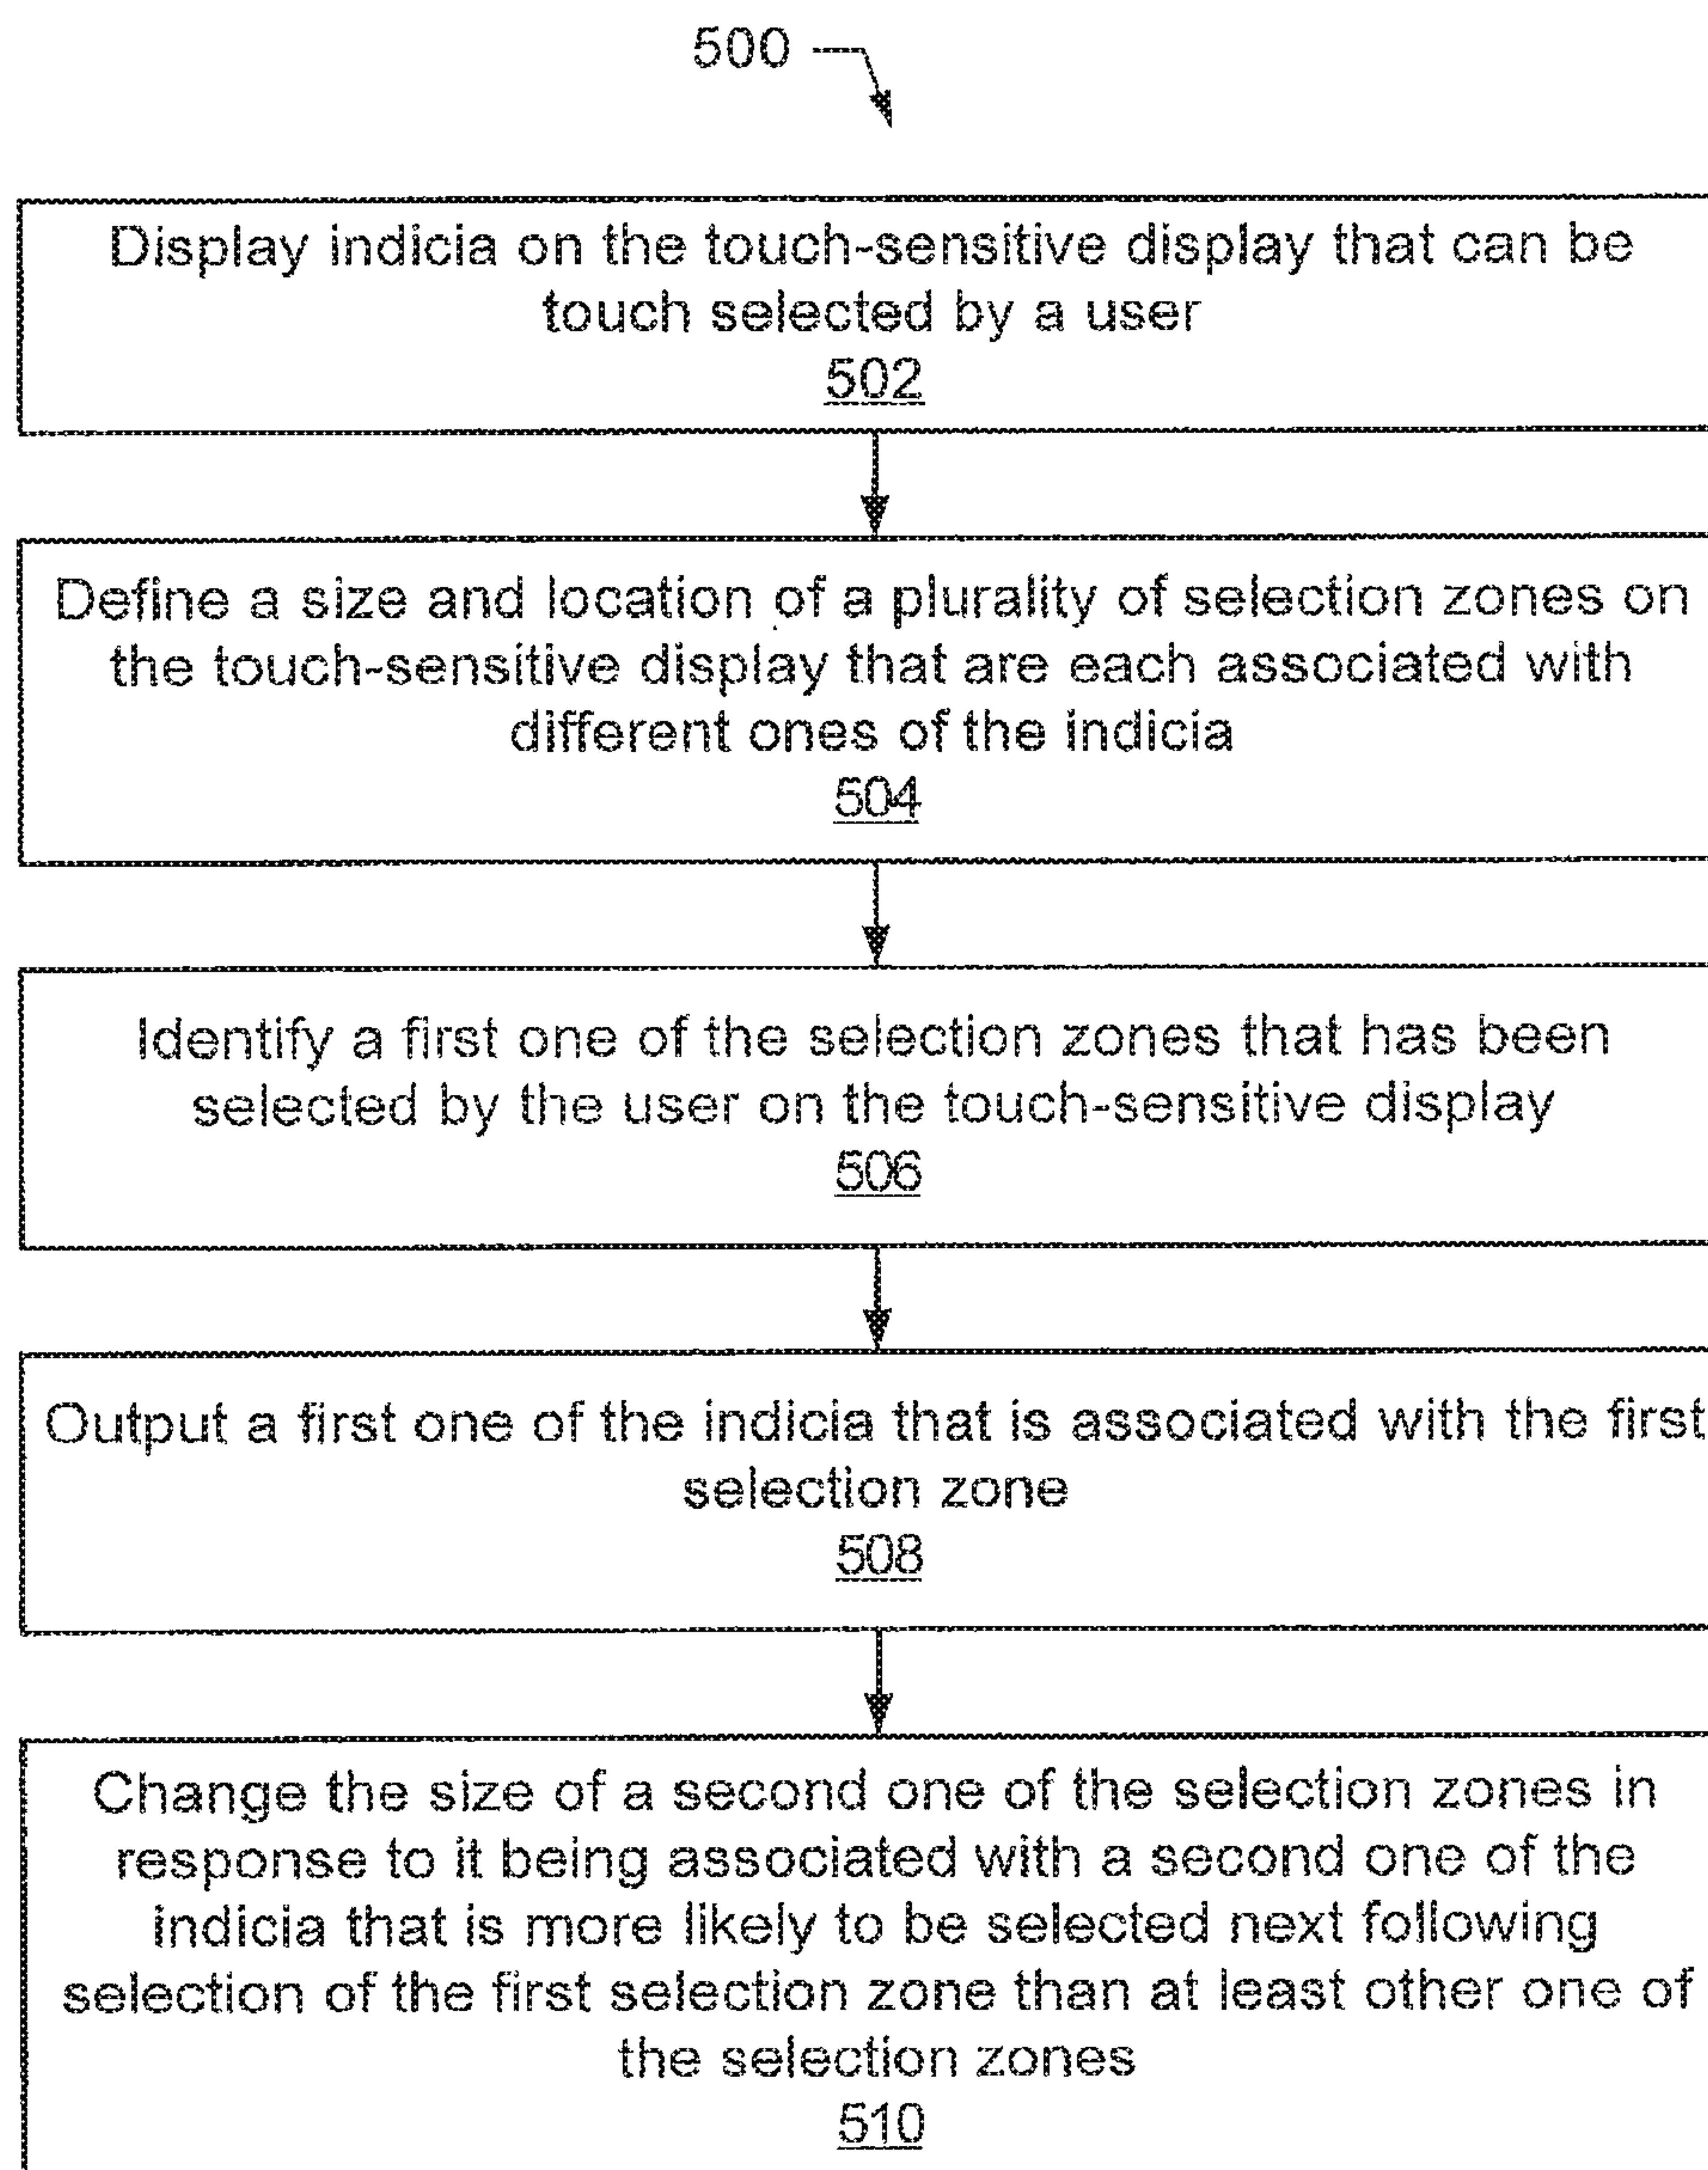 500
Display indicia on the touch-sensitive display that can be
touch selected by a user
502
Define a size and location of a plurality of selection zones on
the touch-sensitive display that are each associated with
different ones of the indicia
504
Identify a first one of the selection zones that has been
selected by the user on the touch-sensitive display
506
Output a first one of the indicia that is associated with the first
selection zone
508
Change the size of a second one of the selection zones in
response to it being associated with a second one of the
indicia that is more likely to be selected next following
selection of the first selection zone than at least other one of
the selection zones
510